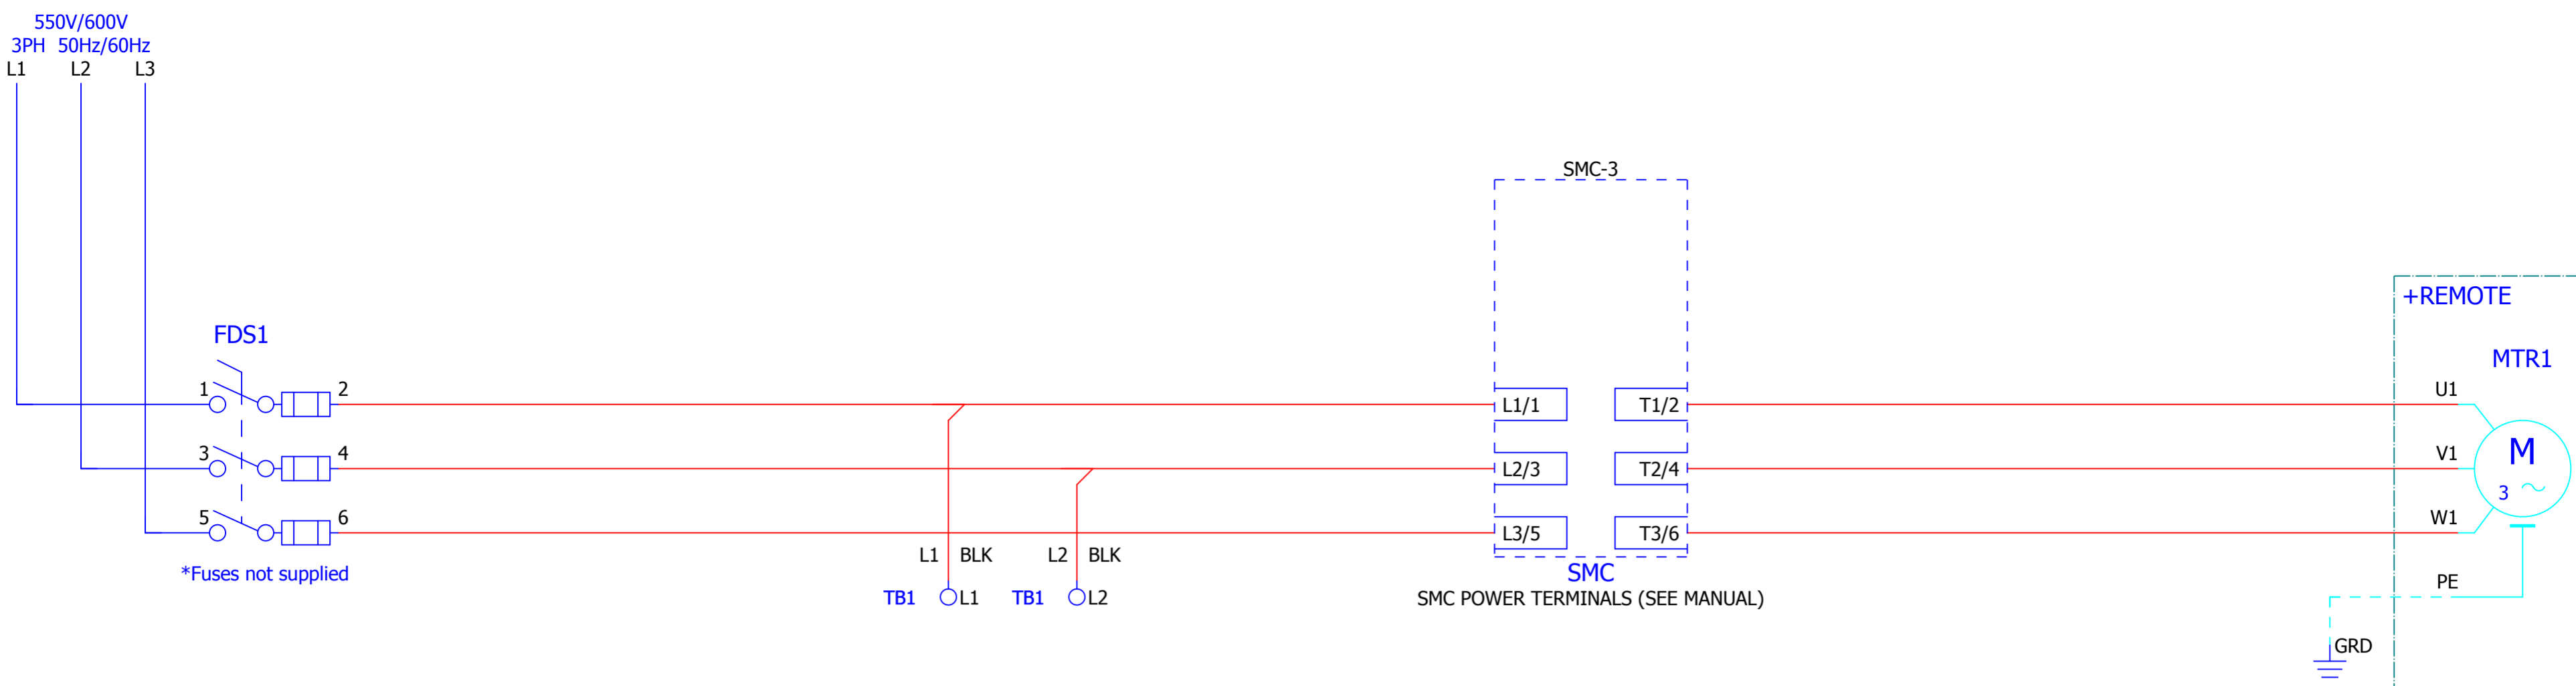 550V/600V
3PH 50Hz/60Hz
L1 L2 L3
SMC-3
+REMOTE
FDS1
MTR1
1 2 L1/1 T1/2 U1
3 4 L2/3 T2/4 V1
M
3
5 6 L3/5 T3/6 W1
L1 BLK L2 BLK
*Fuses not supplied
SMC
PE
TB1 L1 TB1 L2
SMC POWER TERMINALS (SEE MANUAL)
GRD